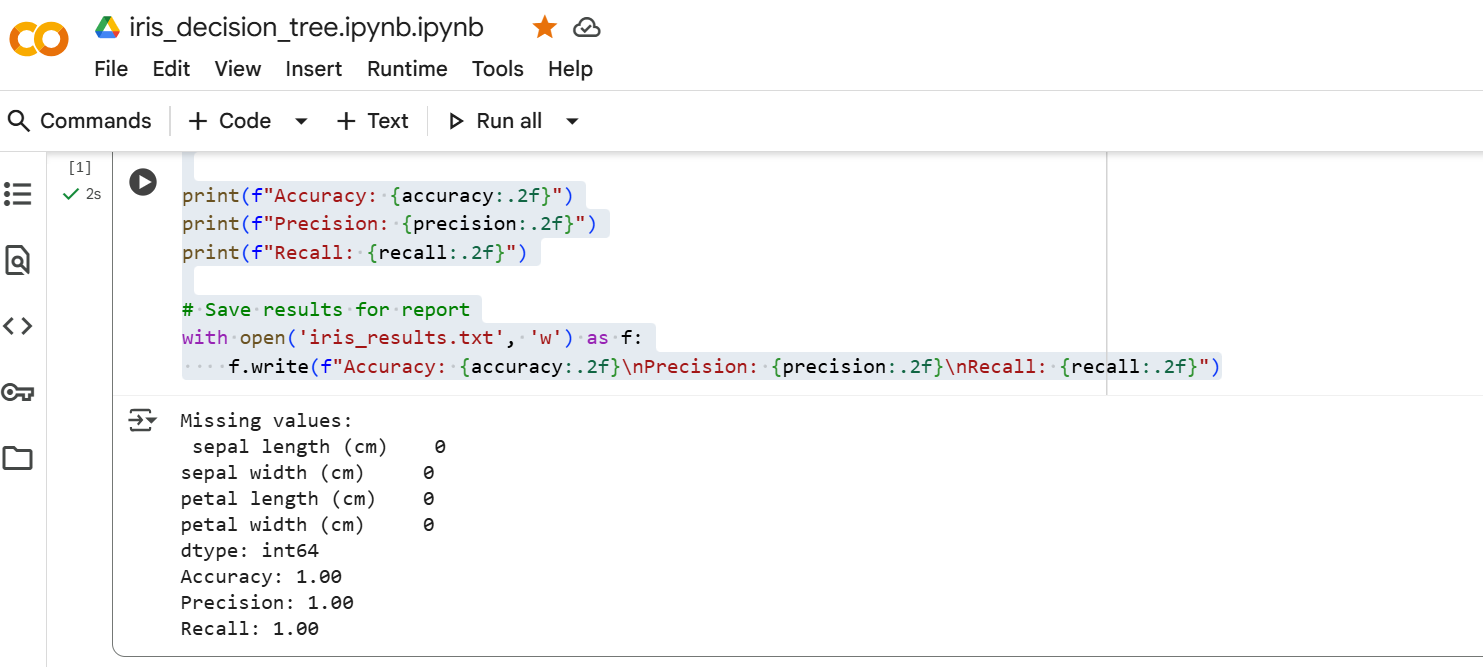 iris_decision_tree.ipynb.ipynb
File Edit View Insert Runtime Tools Help
Commands + Code + Text Run all
[1]
2s
print(f"Accuracy: {accuracy:.2f}")
print(f"Precision: {precision:.2f}")
print(f"Recall: {recall:.2f}")
# Save results for report
with open('iris_results.txt', 'w') as f:
    f.write(f"Accuracy: {accuracy:.2f}\nPrecision: {precision:.2f}\nRecall: {recall:.2f}")
Missing values:
 sepal length (cm)    0
sepal width (cm)     0
petal length (cm)    0
petal width (cm)     0
dtype: int64
Accuracy: 1.00
Precision: 1.00
Recall: 1.00